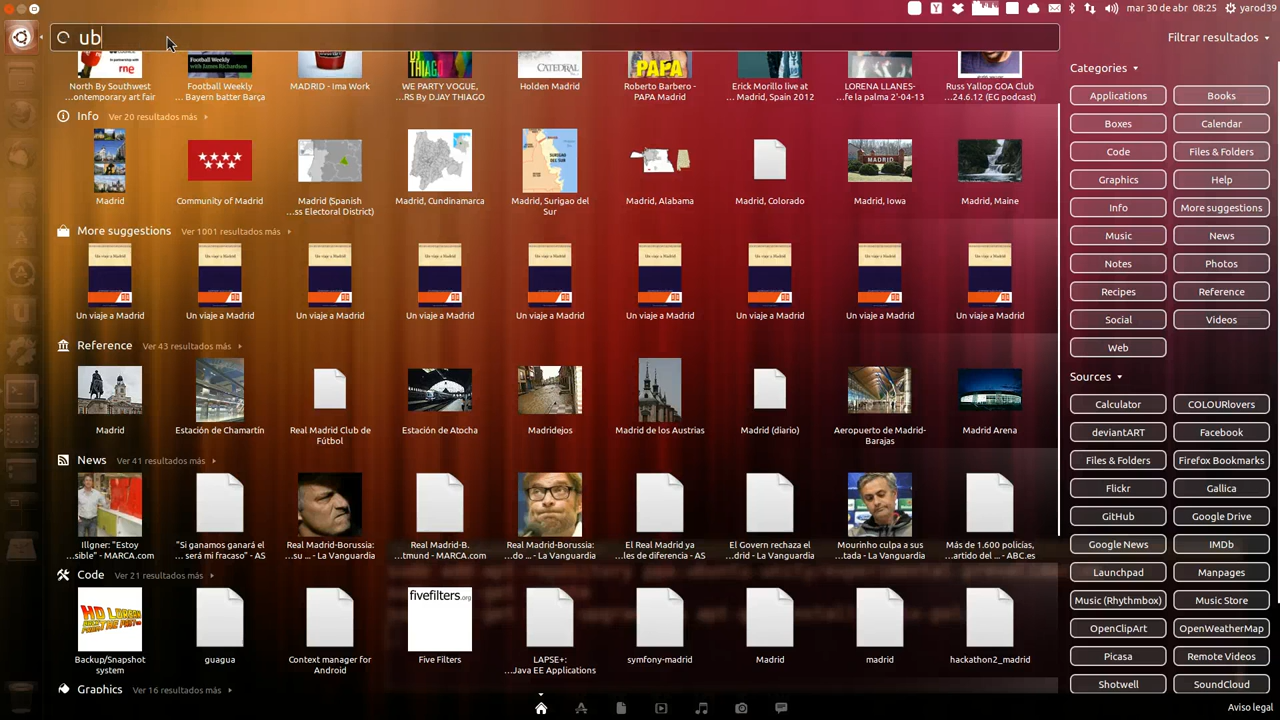 mar 30 de abr 08:25 yarod39
ub
Filtrar resultados
North By Southwest
...ontemporary art fair
Football Weekly
with James Richardson
Football Weekly
... Bayern batter Barça
MADRID - Ima Work
DJ THIAGO
WE PARTY VOGUE,
...RS By DJAY THIAGO
CATHEDRAL
Holden Madrid
PAPA
Roberto Barbero -
PAPA Madrid
Erick Morillo live at
... Madrid, Spain 2012
LORENA LLANES-
...fe la palma 2'-04-13
Russ Yallop GOA Club
...24.6.12 (EG podcast)
Info Ver 20 resultados más
Madrid
Community of Madrid
Madrid (Spanish
...ss Electoral District)
Madrid, Cundinamarca
SURIGAO DEL SUR
Madrid, Surigao del
Sur
Madrid, Alabama
Madrid, Colorado
MADRID
Madrid, Iowa
Madrid, Maine
More suggestions Ver 1001 resultados más
Un viaje a Madrid
Un viaje a Madrid
Un viaje a Madrid
Un viaje a Madrid
Un viaje a Madrid
Un viaje a Madrid
Un viaje a Madrid
Un viaje a Madrid
Un viaje a Madrid
Reference Ver 43 resultados más
Madrid
Estación de Chamartín
Real Madrid Club de
Fútbol
Estación de Atocha
Madridejos
Madrid de los Austrias
Madrid (diario)
Aeropuerto de Madrid-
Barajas
Madrid Arena
News Ver 41 resultados más
Illgner: "Estoy
...sible" - MARCA.com
"Si ganamos ganará el
... será mi fracaso" - AS
Real Madrid-Borussia:
...su ... - La Vanguardia
Real Madrid-B.
...tmund - MARCA.com
Real Madrid-Borussia:
...do ... - La Vanguardia
El Real Madrid ya
...les de diferencia - AS
El Govern rechaza el
...drid - La Vanguardia
Mourinho culpa a sus
... Madrid - La Vanguardia
Más de 1.600 policías,
...artido del ... - ABC.es
Code Ver 21 resultados más
Backup/Snapshot
system
guagua
Context manager for
Android
fivefilters.org
Five Filters
LAPSE+:
...Java EE Applications
symfony-madrid
Madrid
madrid
hackathon2_madrid
Graphics Ver 16 resultados más
Categories
Applications Books
Boxes Calendar
Code Files & Folders
Graphics Help
Info More suggestions
Music News
Notes Photos
Recipes Reference
Social Videos
Web
Sources
Calculator COLOURlovers
deviantART Facebook
Files & Folders Firefox Bookmarks
Flickr Gallica
GitHub Google Drive
Google News IMDb
Launchpad Manpages
Music (Rhythmbox) Music Store
OpenClipArt OpenWeatherMap
Picasa Remote Videos
Shotwell SoundCloud
Aviso legal